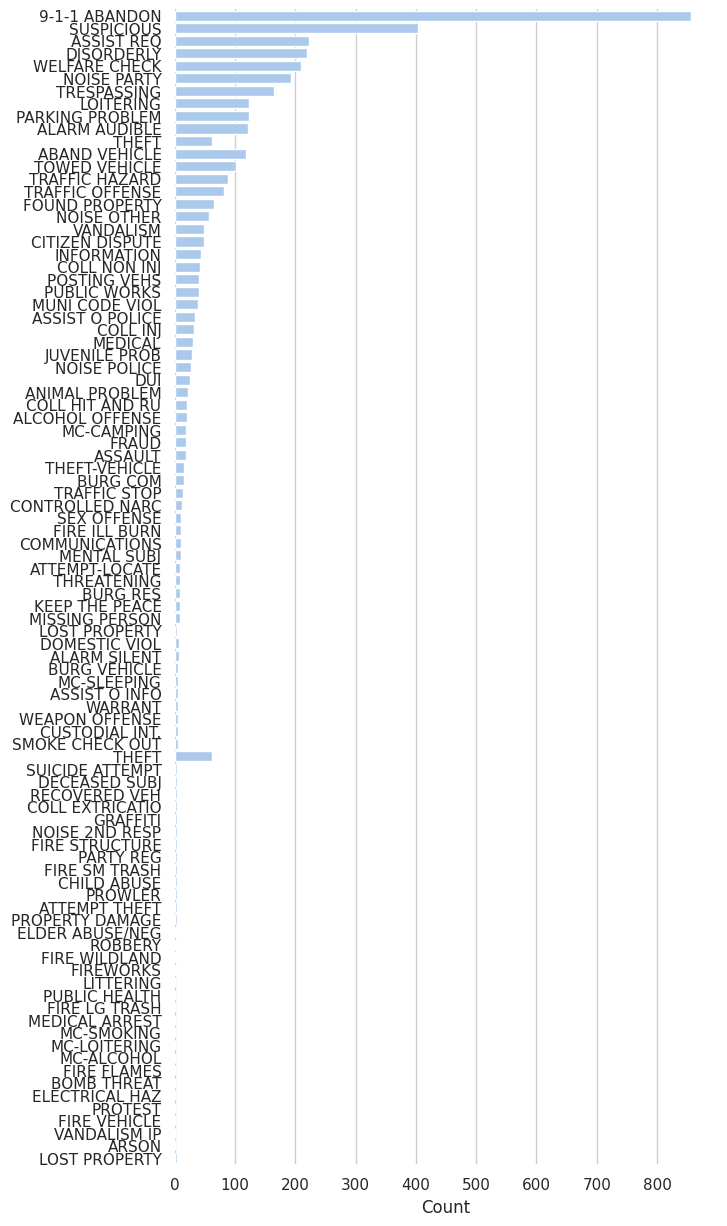 9-1-1 ABANDON
SUSPICIOUS
ASSIST REQ
DISORDERLY
WELFARE CHECK
NOISE PARTY
TRESPASSING
LOITERING
PARKING PROBLEM
ALARM AUDIBLE
THEFT
ABAND VEHICLE
TOWED VEHICLE
TRAFFIC HAZARD
TRAFFIC OFFENSE
FOUND PROPERTY
NOISE OTHER
VANDALISM
CITIZEN DISPUTE
INFORMATION
COLL NON INJ
POSTING VEHS
PUBLIC WORKS
MUNI CODE VIOL
ASSIST O POLICE
COLL INJ
MEDICAL
JUVENILE PROB
NOISE POLICE
DUI
ANIMAL PROBLEM
COLL HIT AND RU
ALCOHOL OFFENSE
MC-CAMPING
FRAUD
ASSAULT
THEFT-VEHICLE
BURG COM
TRAFFIC STOP
CONTROLLED NARC
SEX OFFENSE
FIRE ILL BURN
COMMUNICATIONS
MENTAL SUBJ
ATTEMPT-LOCATE
THREATENING
BURG RES
KEEP THE PEACE
MISSING PERSON
LOST PROPERTY
DOMESTIC VIOL
ALARM SILENT
BURG VEHICLE
MC-SLEEPING
ASSIST O INFO
WARRANT
WEAPON OFFENSE
CUSTODIAL INT.
SMOKE CHECK OUT
THEFT
SUICIDE ATTEMPT
DECEASED SUBJ
RECOVERED VEH
COLL EXTRICATIO
GRAFFITI
NOISE 2ND RESP
FIRE STRUCTURE
PARTY REG
FIRE SM TRASH
CHILD ABUSE
PROWLER
ATTEMPT THEFT
PROPERTY DAMAGE
ELDER ABUSE/NEG
ROBBERY
FIRE WILDLAND
FIREWORKS
LITTERING
PUBLIC HEALTH
FIRE LG TRASH
MEDICAL ARREST
MC-SMOKING
MC-LOITERING
MC-ALCOHOL
FIRE FLAMES
BOMB THREAT
ELECTRICAL HAZ
PROTEST
FIRE VEHICLE
VANDALISM IP
ARSON
LOST PROPERTY
0 100 200 300 400 500 600 700 800
Count